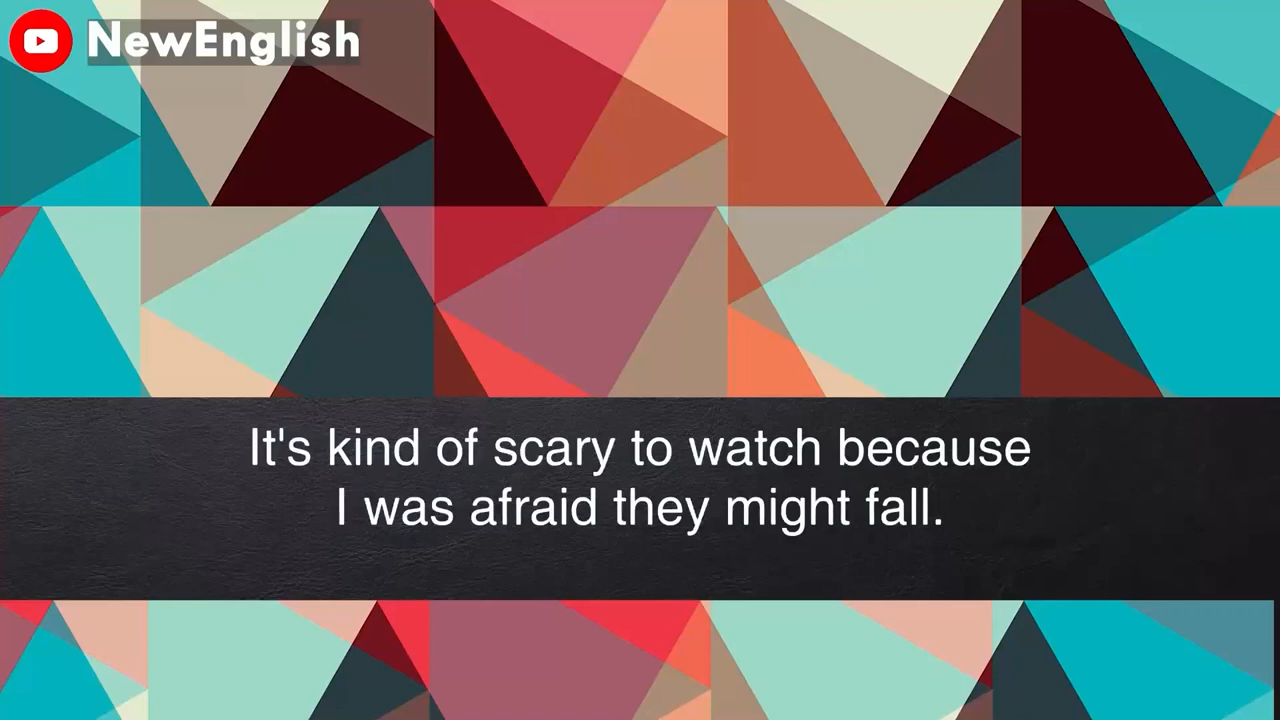 NewEnglish
It's kind of scary to watch because
I was afraid they might fall.